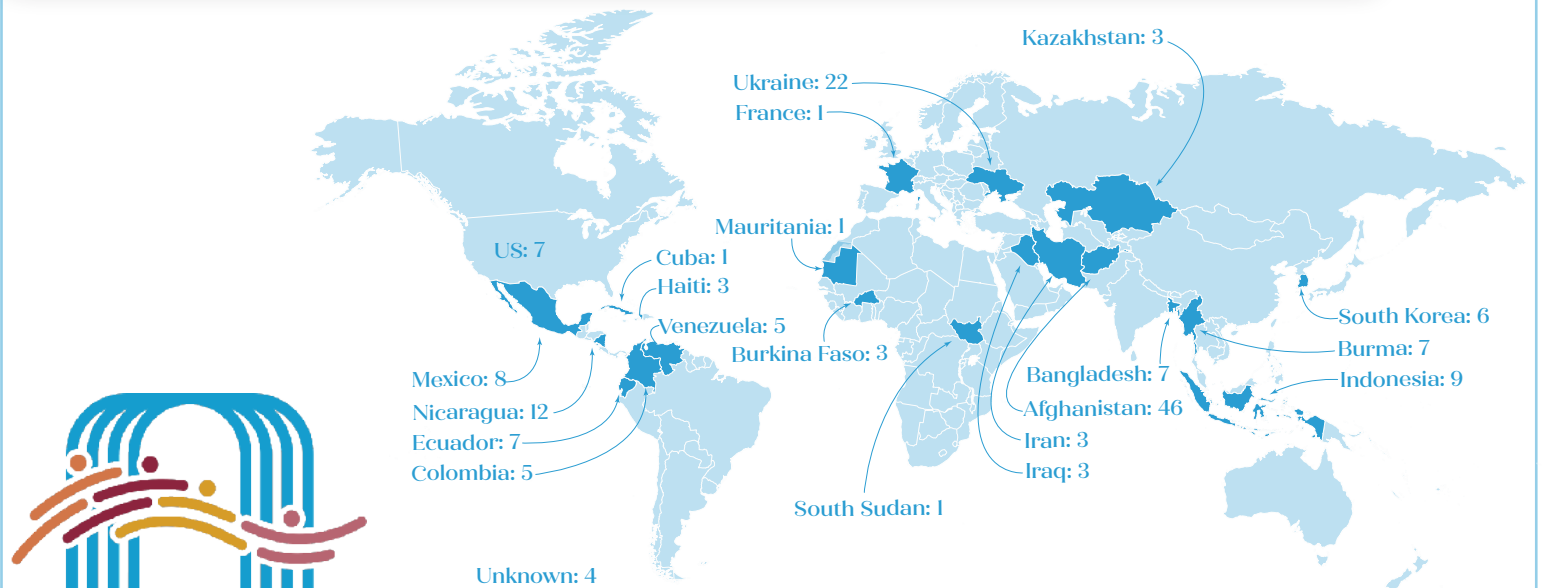 Kazakhstan: 3
Ukraine: 22
France: 1
Mauritania: 1
US: 7
Cuba: 1
Haiti: 3
Venezuela: 5
Burkina Faso: 3
South Korea: 6
Burma: 7
Indonesia: 9
Bangladesh: 7
Afghanistan: 46
Iran: 3
Iraq: 3
Mexico: 8
Nicaragua: 12
Ecuador: 7
Colombia: 5
South Sudan: 1
Unknown: 4